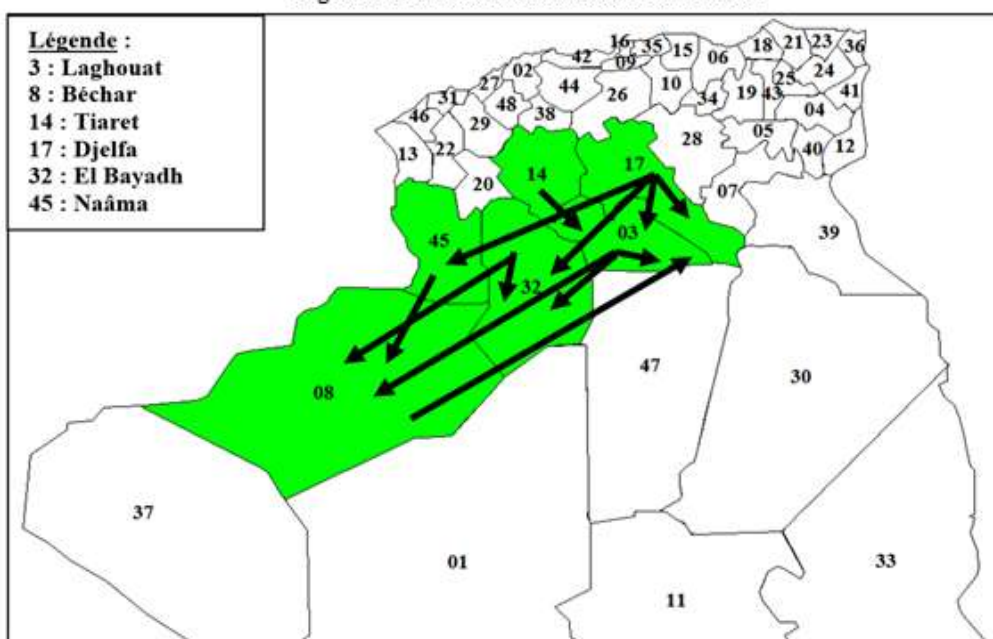 Légende :
3 : Laghouat
8 : Béchar
14 : Tiaret
17 : Djelfa
32 : El Bayadh
45 : Naâma
16 35 15 18 21 23 36
42 09 06 25 24
27 02 44 26 10 34 19 43 41
31 48 38 04
46 29 28 05 40 12
13 22 20 14 17 07
45 03 39
32
08 47 30
37 01 11 33